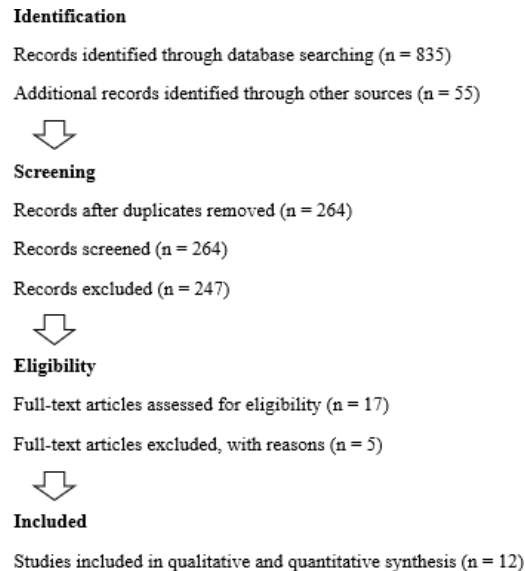 Identification
Records identified through database searching (n = 835)
Additional records identified through other sources (n = 55)
Screening
Records after duplicates removed (n = 264)
Records screened (n = 264)
Records excluded (n = 247)
Eligibility
Full-text articles assessed for eligibility (n = 17)
Full-text articles excluded, with reasons (n = 5)
Included
Studies included in qualitative and quantitative synthesis (n = 12)